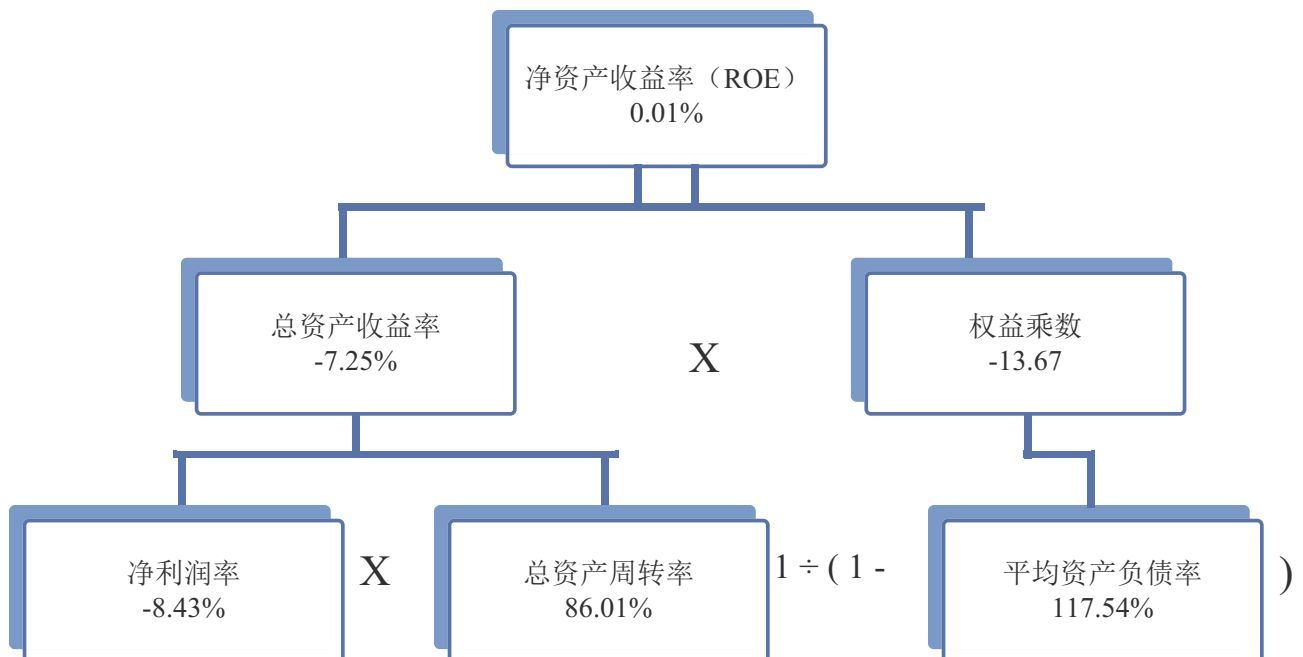 净资产收益率（ROE）
0.01%
总资产收益率
-7.25%
X
权益乘数
-13.67
净利润率
-8.43%
X
总资产周转率
86.01%
1 ÷ ( 1 -
平均资产负债率
117.54%
)